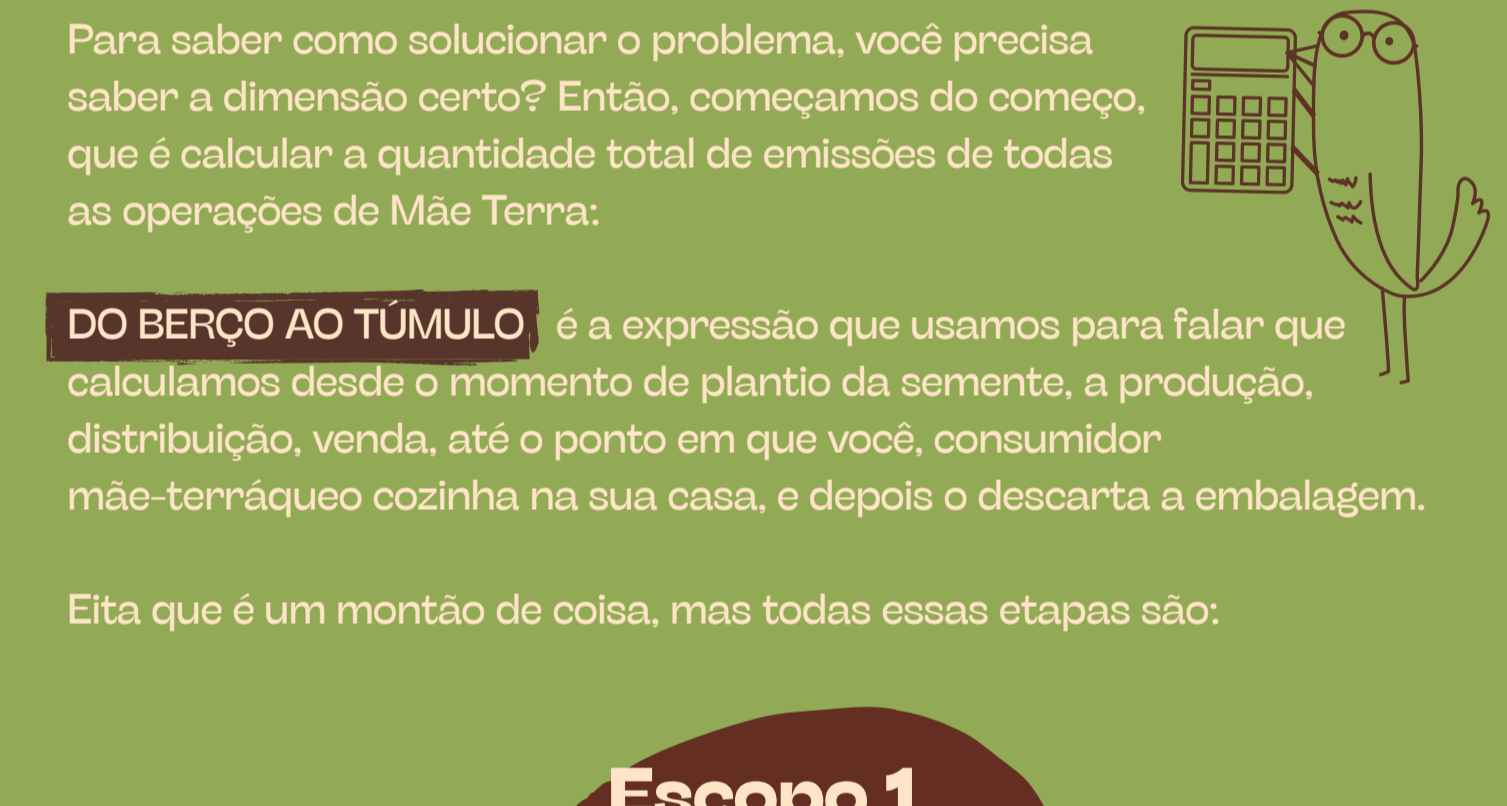 Para saber como solucionar o problema, você precisa
saber a dimensão certo? Então, começamos do começo,
que é calcular a quantidade total de emissões de todas
as operações de Mãe Terra:
DO BERÇO AO TÚMULO é a expressão que usamos para falar que
calculamos desde o momento de plantio da semente, a produção,
distribuição, venda, até o ponto em que você, consumidor
mãe-terráqueo cozinha na sua casa, e depois o descarta a embalagem.
Eita que é um montão de coisa, mas todas essas etapas são:
Escopo 1